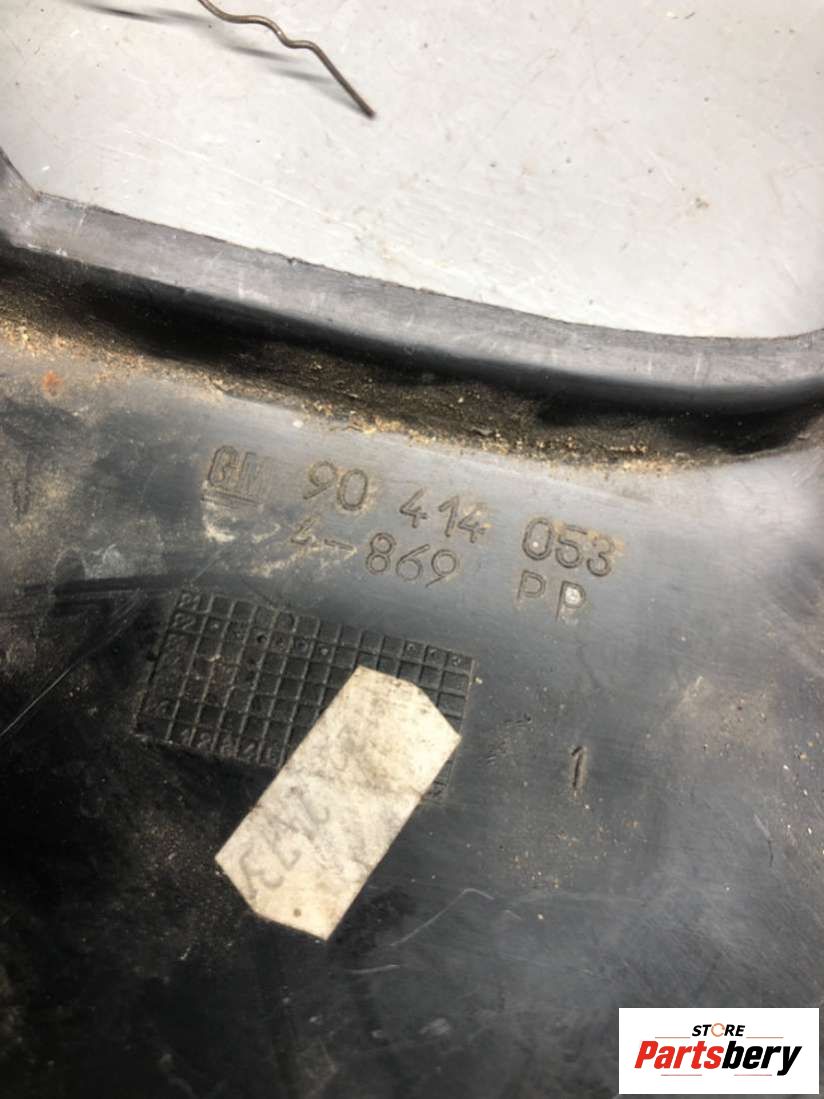 GM 90 414 053
4-869 PP
1
STORE
Partsbery